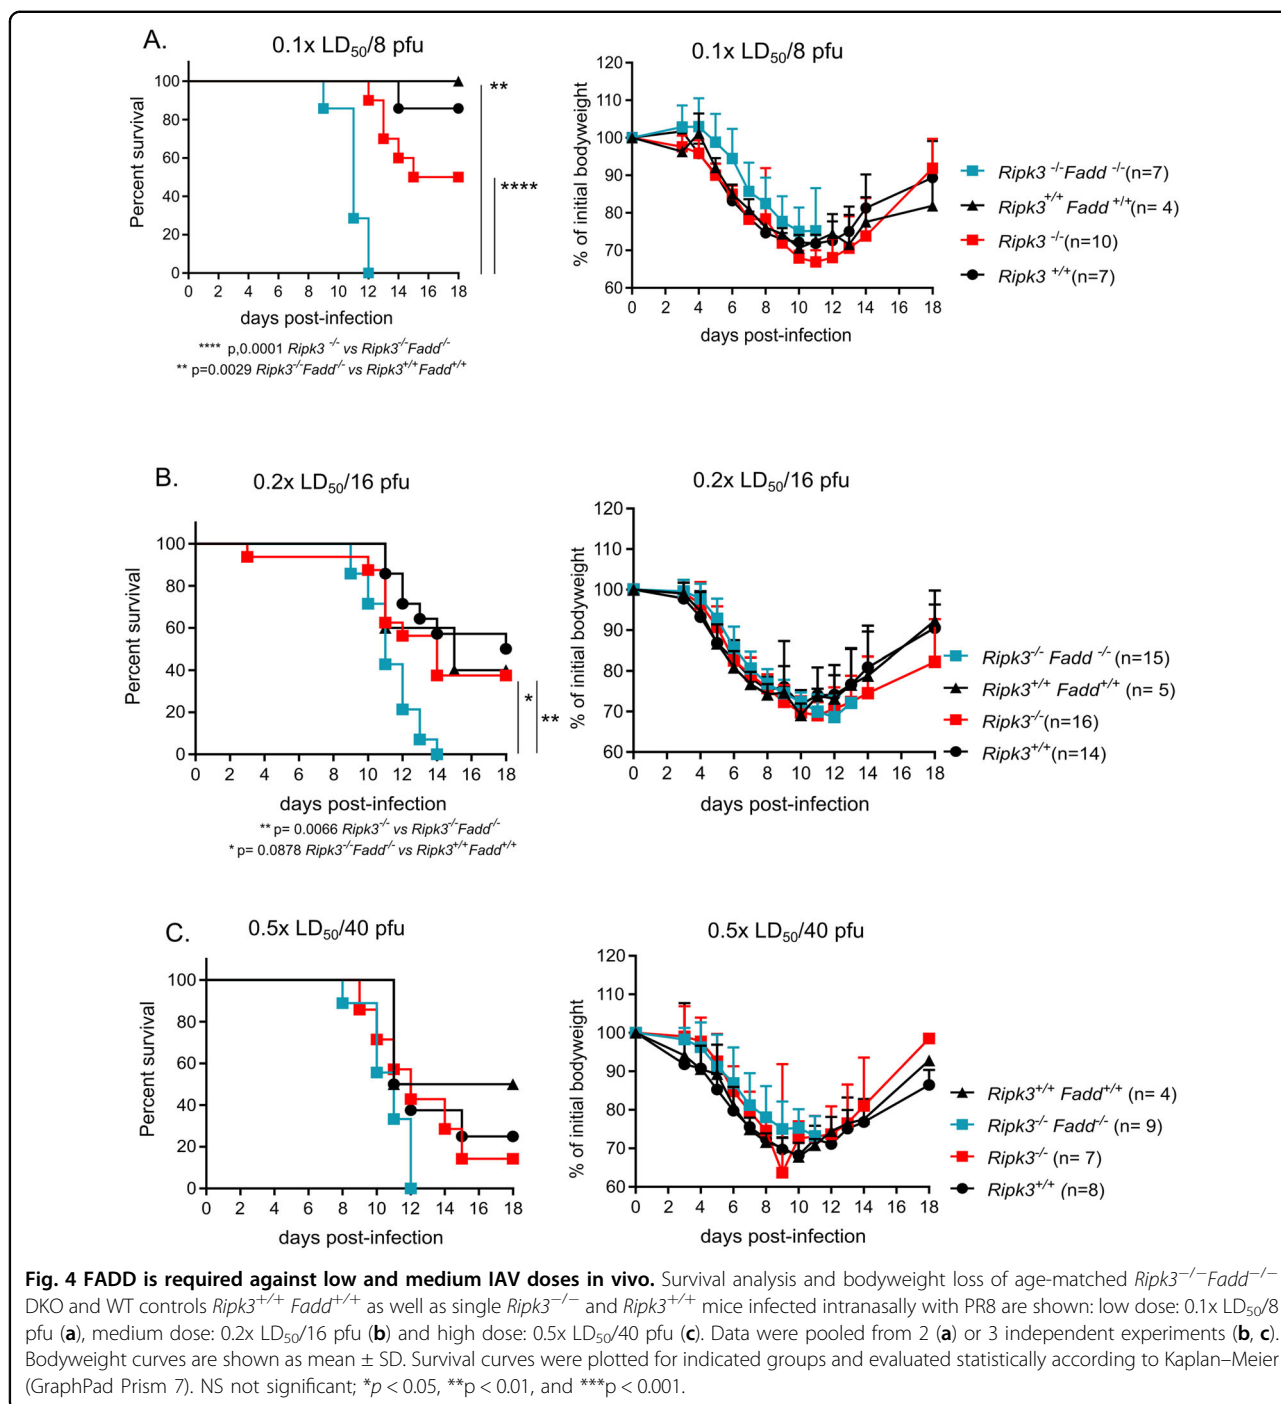 A.
0.1x LD50/8 pfu
Percent survival
100
80
60
40
20
0
0 2 4 6 8 10 12 14 16 18
days post-infection
**
****
**** p,0.0001 Ripk3 -/- vs Ripk3-/-Fadd-/-
** p=0.0029 Ripk3-/-Fadd-/- vs Ripk3+/+Fadd+/+
0.1x LD50/8 pfu
% of initial bodyweight
120
110
100
90
80
70
60
0 2 4 6 8 10 12 14 16 18
days post-infection
Ripk3 -/-Fadd -/-(n=7)
Ripk3+/+ Fadd +/+(n= 4)
Ripk3 -/-(n=10)
Ripk3 +/+(n=7)
B.
0.2x LD50/16 pfu
Percent survival
100
80
60
40
20
0
0 2 4 6 8 10 12 14 16 18
days post-infection
*
**
** p= 0.0066 Ripk3-/- vs Ripk3-/-Fadd-/-
* p= 0.0878 Ripk3-/-Fadd-/- vs Ripk3+/+Fadd+/+
0.2x LD50/16 pfu
% of initial bodyweight
120
110
100
90
80
70
60
0 2 4 6 8 10 12 14 16 18
days post-infection
Ripk3-/- Fadd -/- (n=15)
Ripk3+/+ Fadd+/+ (n= 5)
Ripk3-/-(n=16)
Ripk3+/+(n=14)
C.
0.5x LD50/40 pfu
Percent survival
100
80
60
40
20
0
0 2 4 6 8 10 12 14 16 18
days post-infection
0.5x LD50/40 pfu
% of initial bodyweight
120
110
100
90
80
70
60
0 2 4 6 8 10 12 14 16 18
days post-infection
Ripk3+/+ Fadd+/+ (n= 4)
Ripk3-/- Fadd-/- (n= 9)
Ripk3-/- (n= 7)
Ripk3+/+ (n=8)
Fig. 4 FADD is required against low and medium IAV doses in vivo. Survival analysis and bodyweight loss of age-matched Ripk3−/−Fadd−/−
DKO and WT controls Ripk3+/+ Fadd+/+ as well as single Ripk3−/− and Ripk3+/+ mice infected intranasally with PR8 are shown: low dose: 0.1x LD50/8
pfu (a), medium dose: 0.2x LD50/16 pfu (b) and high dose: 0.5x LD50/40 pfu (c). Data were pooled from 2 (a) or 3 independent experiments (b, c).
Bodyweight curves are shown as mean ± SD. Survival curves were plotted for indicated groups and evaluated statistically according to Kaplan–Meier
(GraphPad Prism 7). NS not significant; *p < 0.05, **p < 0.01, and ***p < 0.001.